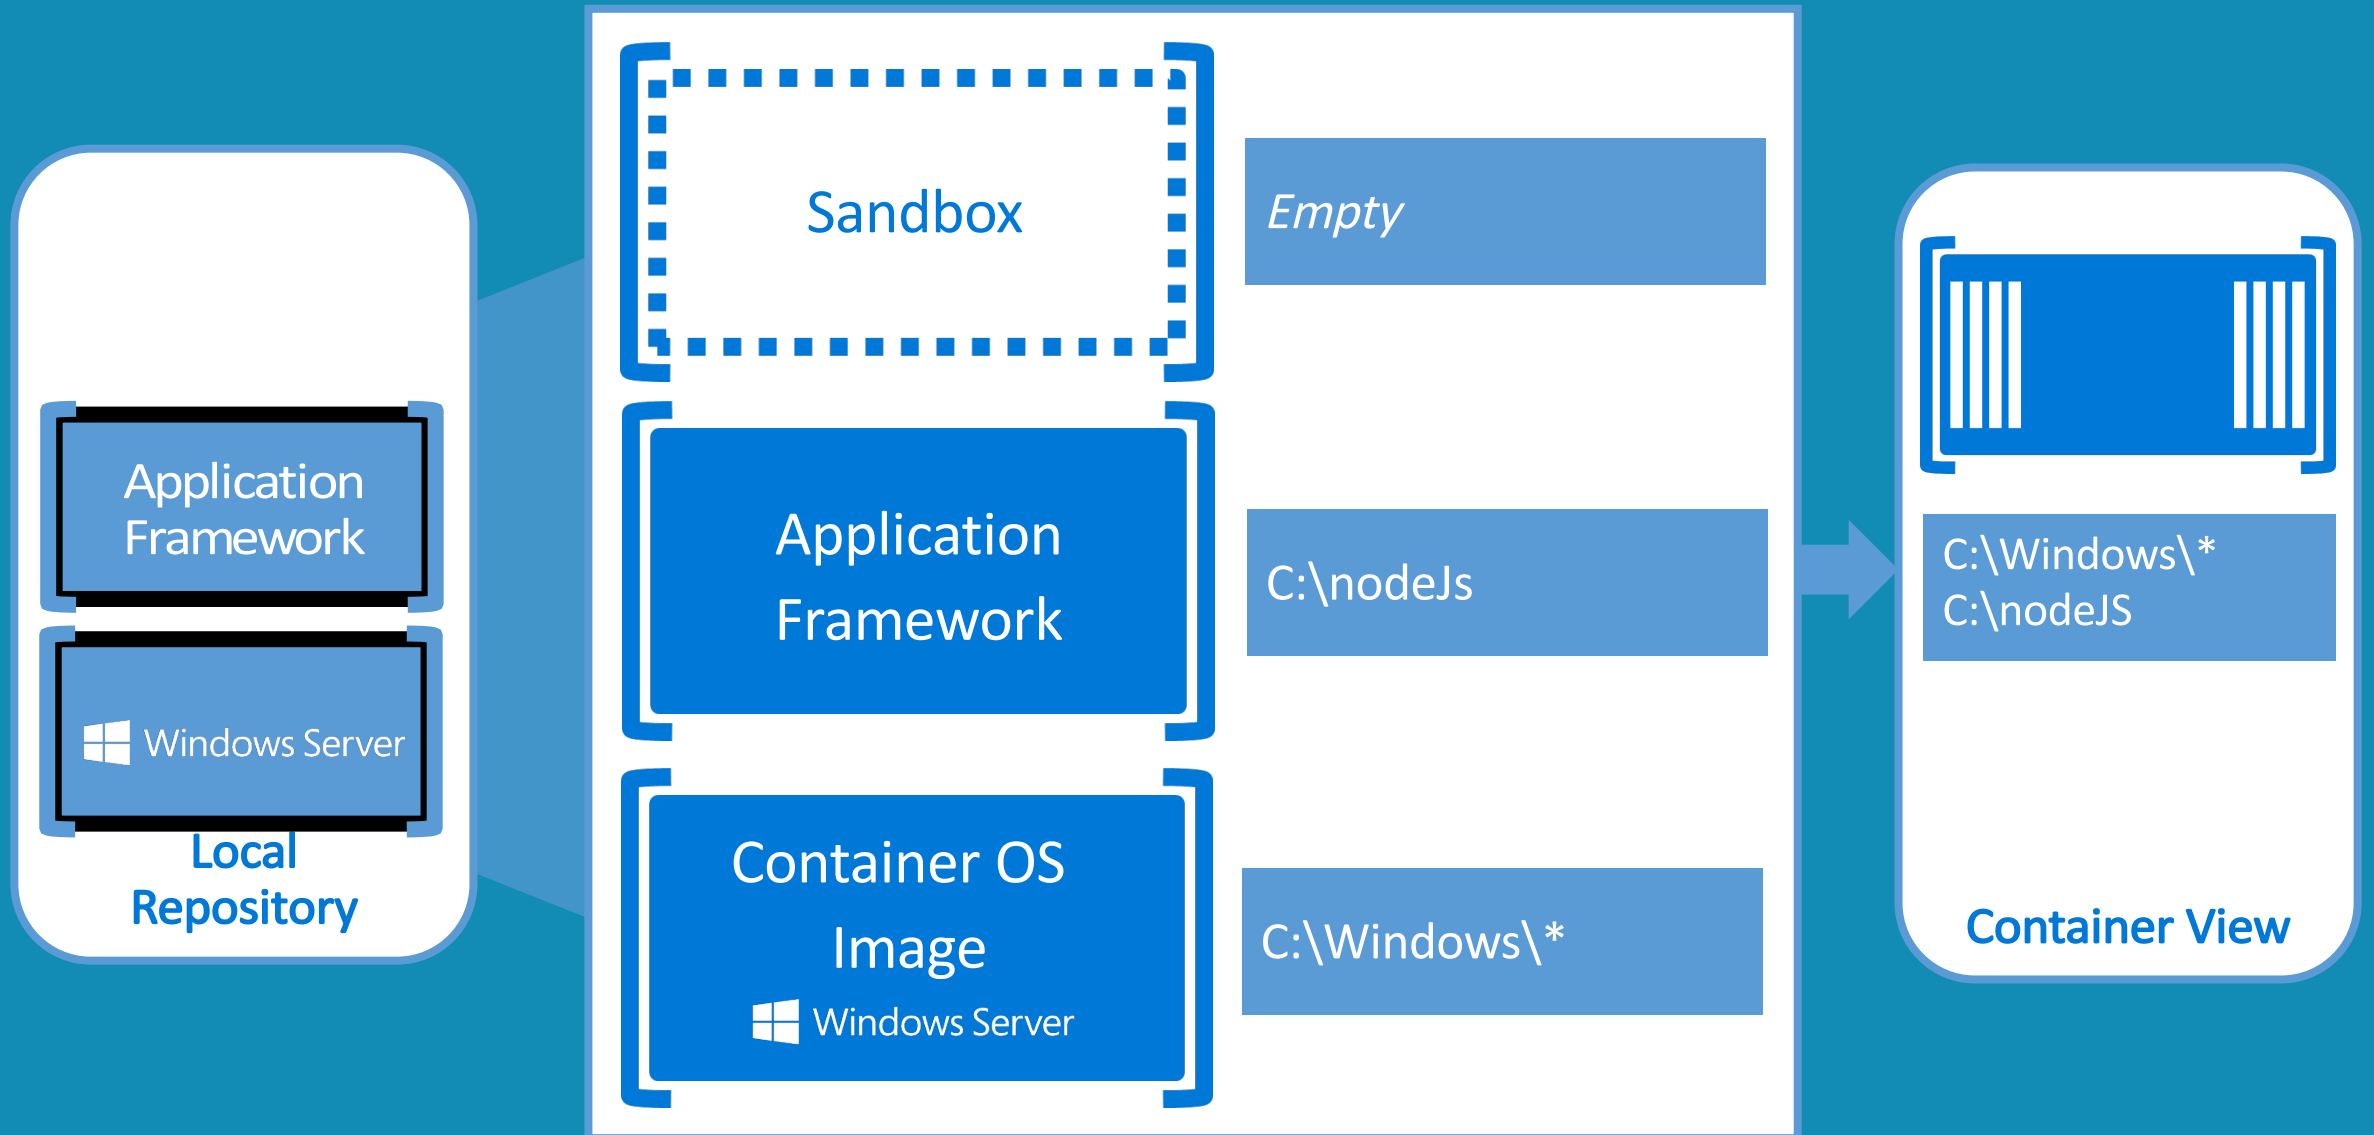 Application
Framework
Windows Server
Local
Repository
Sandbox
Empty
Application
Framework
C:\nodeJs
Container OS
Image
Windows Server
C:\Windows\*
C:\Windows\*
C:\nodeJS
Container View